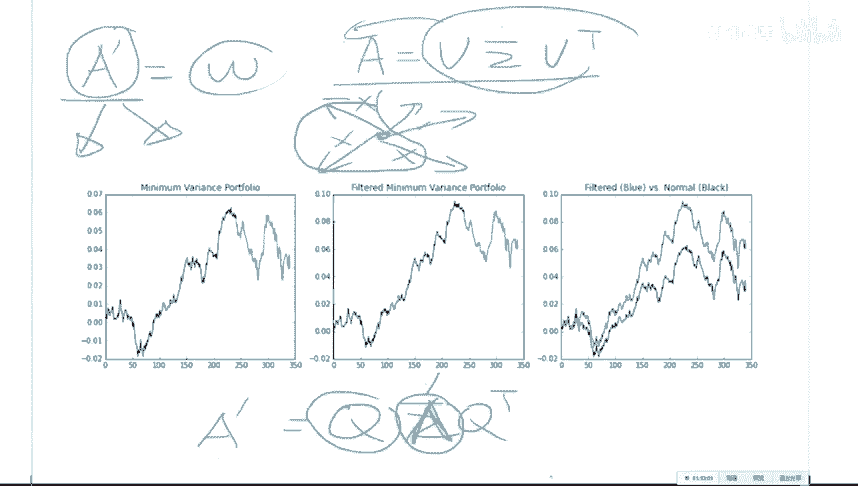 A' = w
A = V Σ V^T
Minimum Variance Portfolio
0.07
0.06
0.05
0.04
0.03
0.02
0.01
0.00
−0.01
−0.02
0 50 100 150 200 250 300 350
Filtered Minimum Variance Portfolio
0.10
0.08
0.06
0.04
0.02
0.00
−0.02
0 50 100 150 200 250 300 350
Filtered (Blue) vs. Normal (Black)
0.10
0.08
0.06
0.04
0.02
0.00
−0.02
0 50 100 150 200 250 300 350
A' = Q Λ Q^T